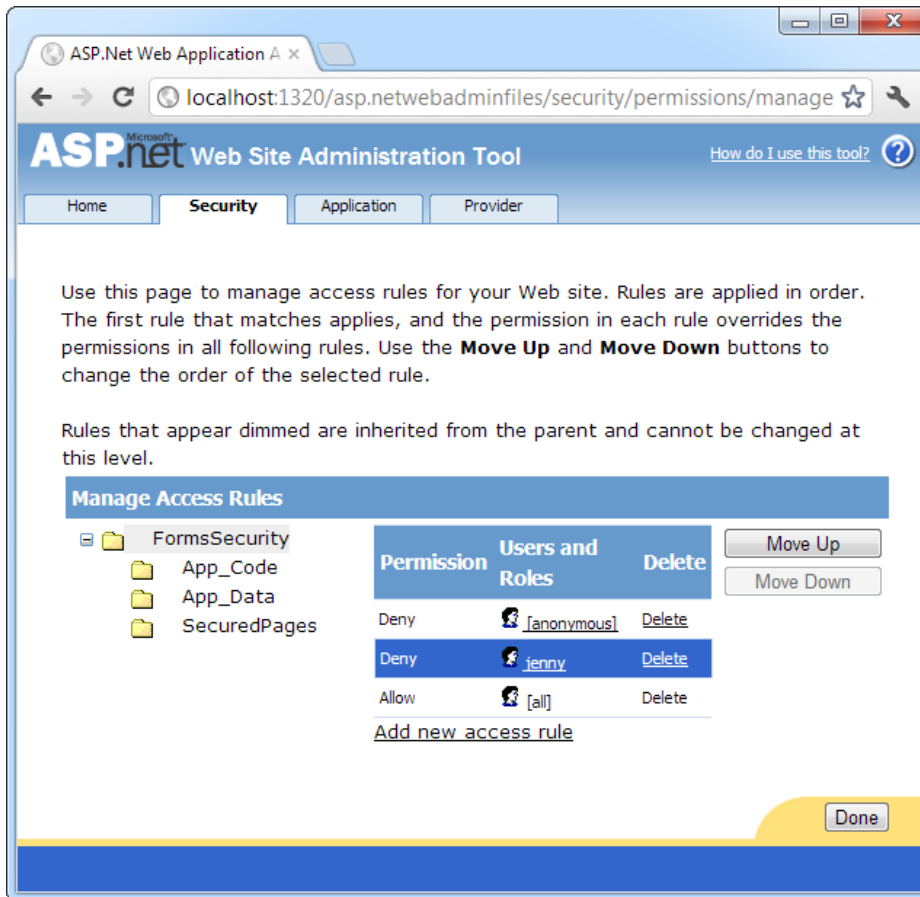 ASP.Net Web Application A
localhost:1320/asp.netwebadminfiles/security/permissions/manage
Microsoft
ASP.net Web Site Administration Tool
How do I use this tool? ?
Home Security Application Provider
Use this page to manage access rules for your Web site. Rules are applied in order.
The first rule that matches applies, and the permission in each rule overrides the
permissions in all following rules. Use the Move Up and Move Down buttons to
change the order of the selected rule.
Rules that appear dimmed are inherited from the parent and cannot be changed at
this level.
Manage Access Rules
FormsSecurity
App_Code
App_Data
SecuredPages
Permission Users and Roles Delete
Deny [anonymous] Delete
Deny jenny Delete
Allow [all] Delete
Add new access rule
Move Up
Move Down
Done